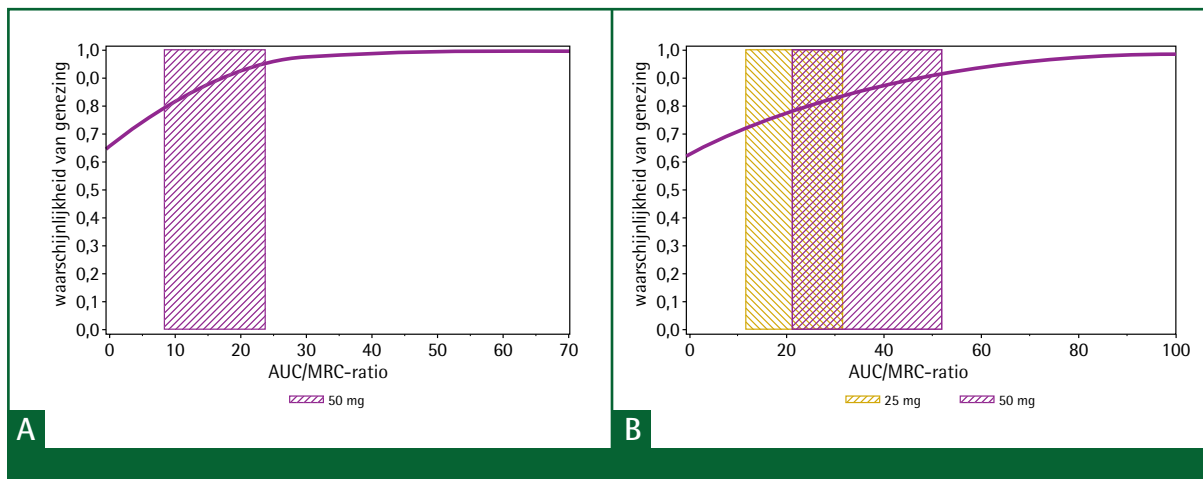 waarschijnlijkheid van genezing
1,0
0,0
0,8
0,7
0,6
0,5
0,4
0,3
0,2
0,1
0,0
0 10 20 30 40 50 60 70
AUC/MRC-ratio
50 mg
A
waarschijnlijkheid van genezing
1,0
0,0
0,8
0,7
0,6
0,5
0,4
0,3
0,2
0,1
0,0
0 20 40 60 80 100
AUC/MRC-ratio
25 mg 50 mg
B